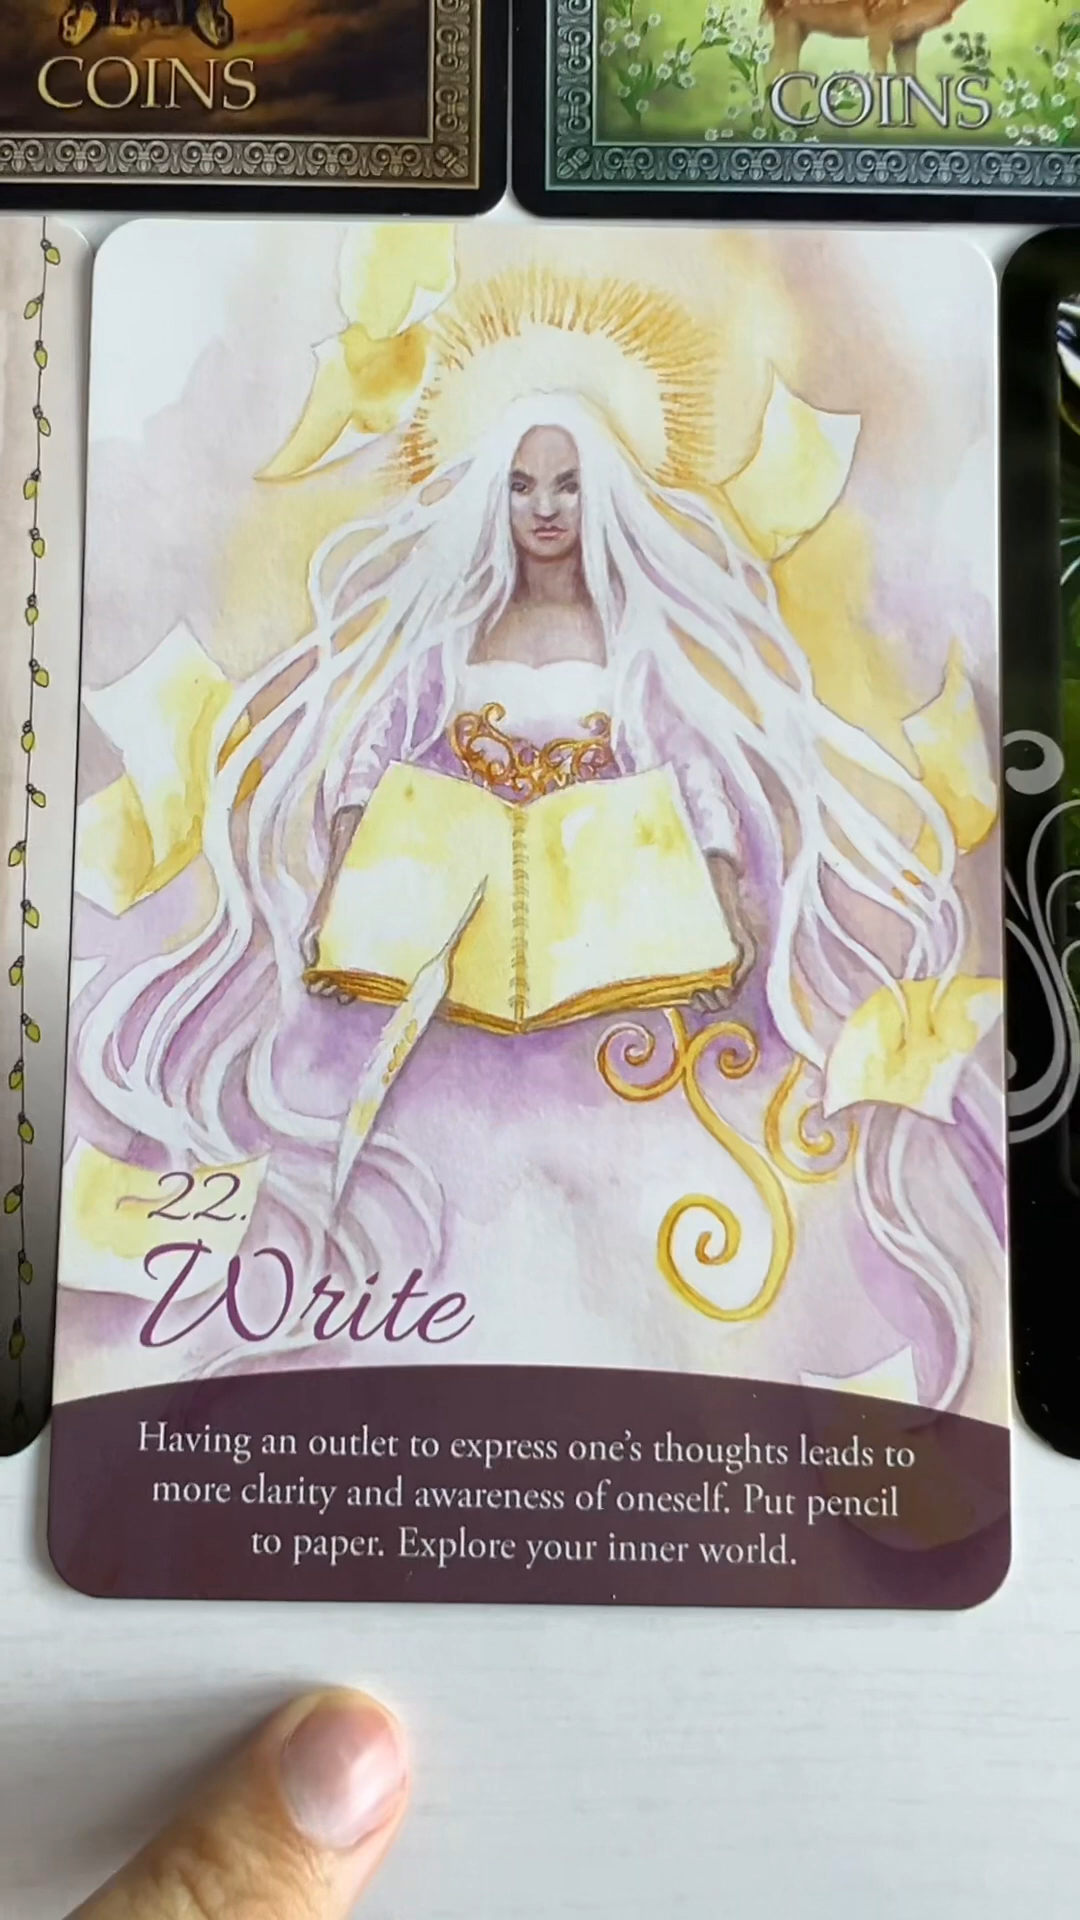 COINS
COINS
22.
Write
Having an outlet to express one's thoughts leads to
more clarity and awareness of oneself. Put pencil
to paper. Explore your inner world.